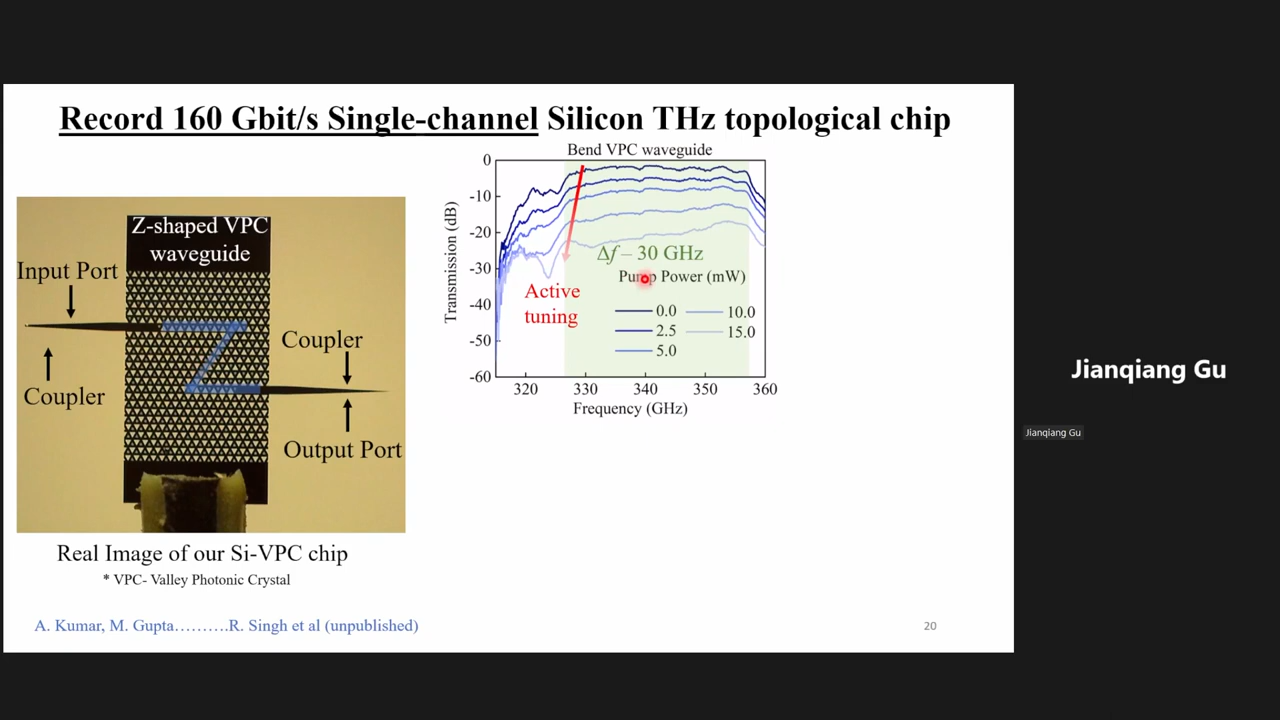 Record 160 Gbit/s Single-channel Silicon THz topological chip
Z-shaped VPC
waveguide
Input Port
Coupler
Coupler
Output Port
Real Image of our Si-VPC chip
* VPC- Valley Photonic Crystal
Bend VPC waveguide
Transmission (dB)
0
-10
-20
-30
-40
-50
-60
Δf – 30 GHz
Pump Power (mW)
Active
tuning
0.0 10.0
2.5 15.0
5.0
320 330 340 350 360
Frequency (GHz)
A. Kumar, M. Gupta……….R. Singh et al (unpublished)
20
Jianqiang Gu
Jianqiang Gu